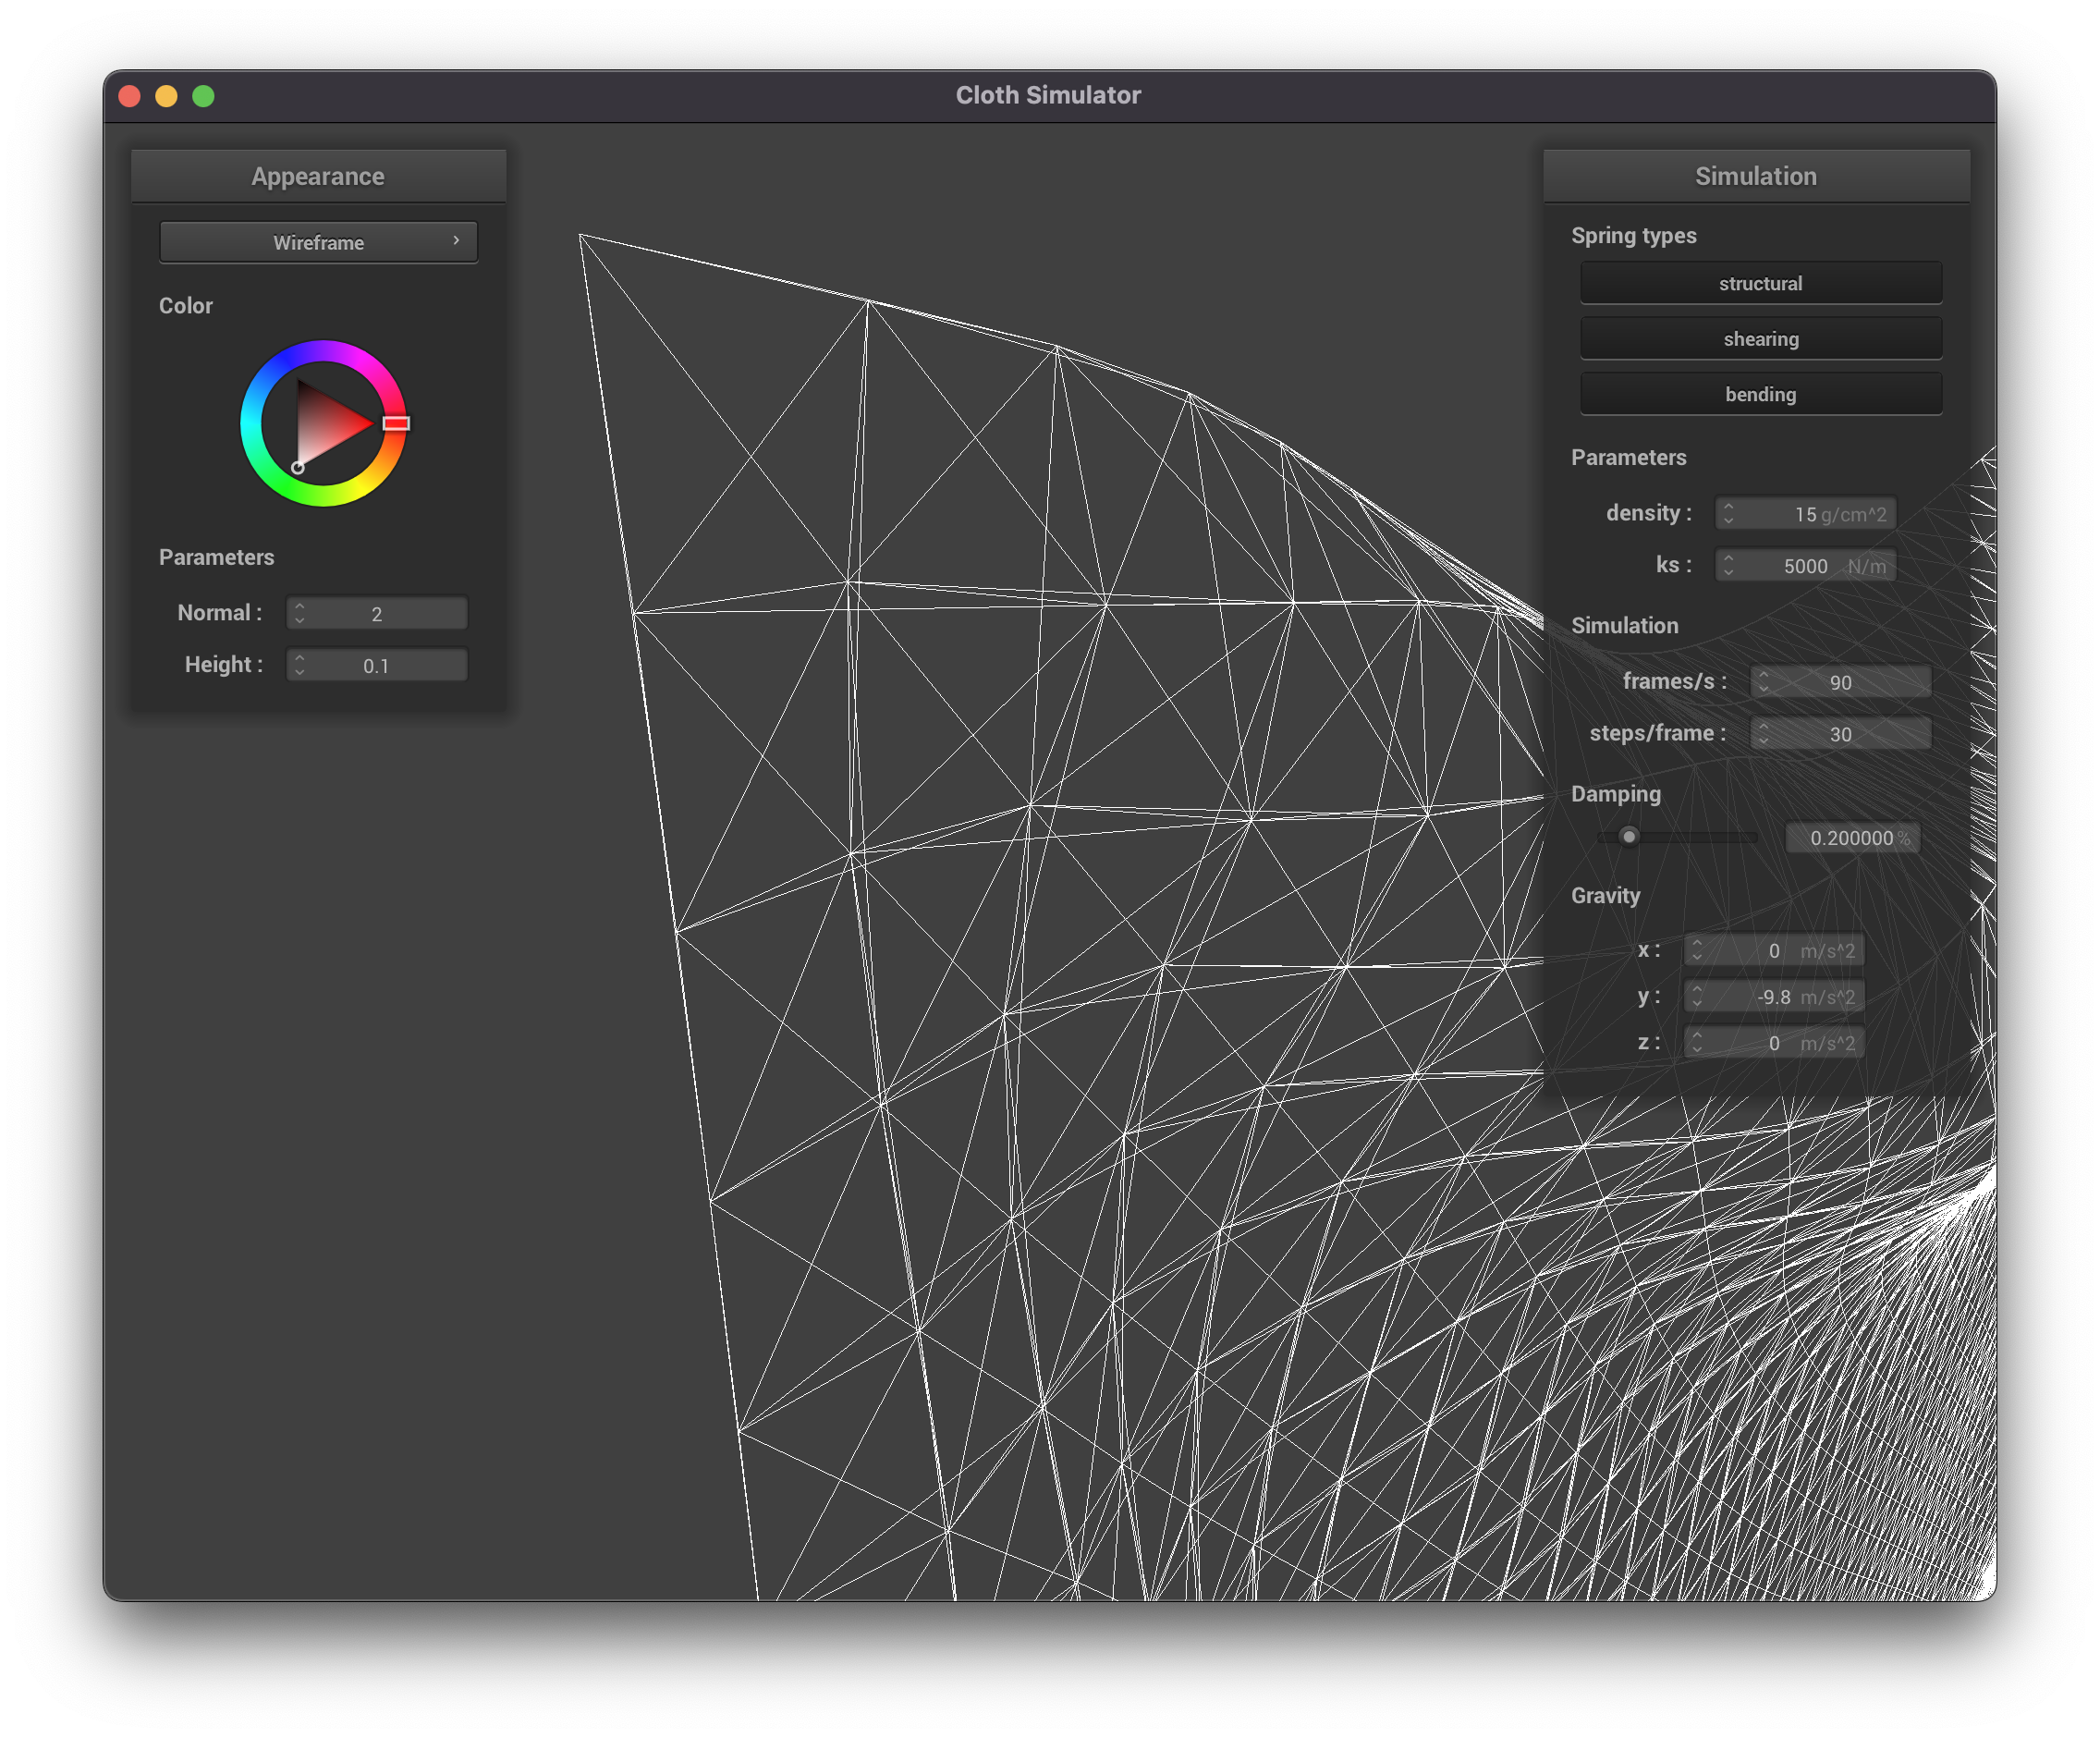 Cloth Simulator
Appearance
Wireframe
Color
Parameters
Normal : 2
Height : 0.1
Simulation
Spring types
structural
shearing
bending
Parameters
density : 15 g/cm^2
ks : 5000 N/m
Simulation
frames/s : 90
steps/frame : 30
Damping
0.200000 %
Gravity
x : 0 m/s^2
y : -9.8 m/s^2
z : 0 m/s^2